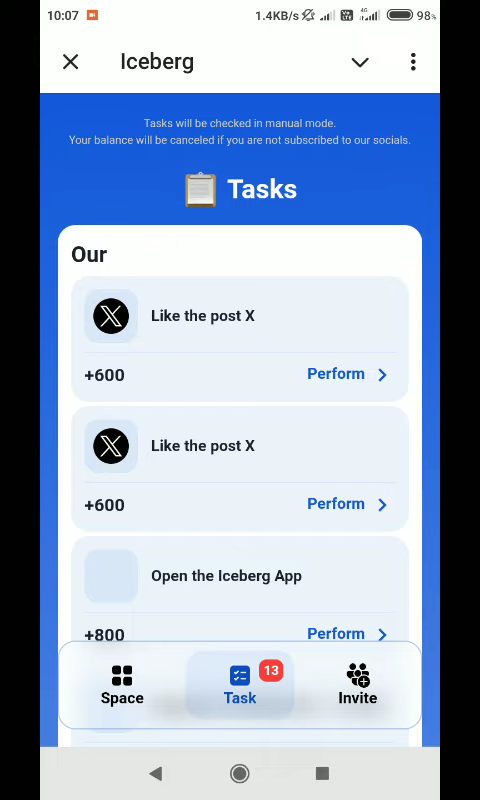 10:07
1.4KB/s
4G
98%
Iceberg
Tasks will be checked in manual mode.
Your balance will be canceled if you are not subscribed to our socials.
Tasks
Our
Like the post X
+600
Perform
Like the post X
+600
Perform
Open the Iceberg App
+800
Perform
13
Space
Task
Invite